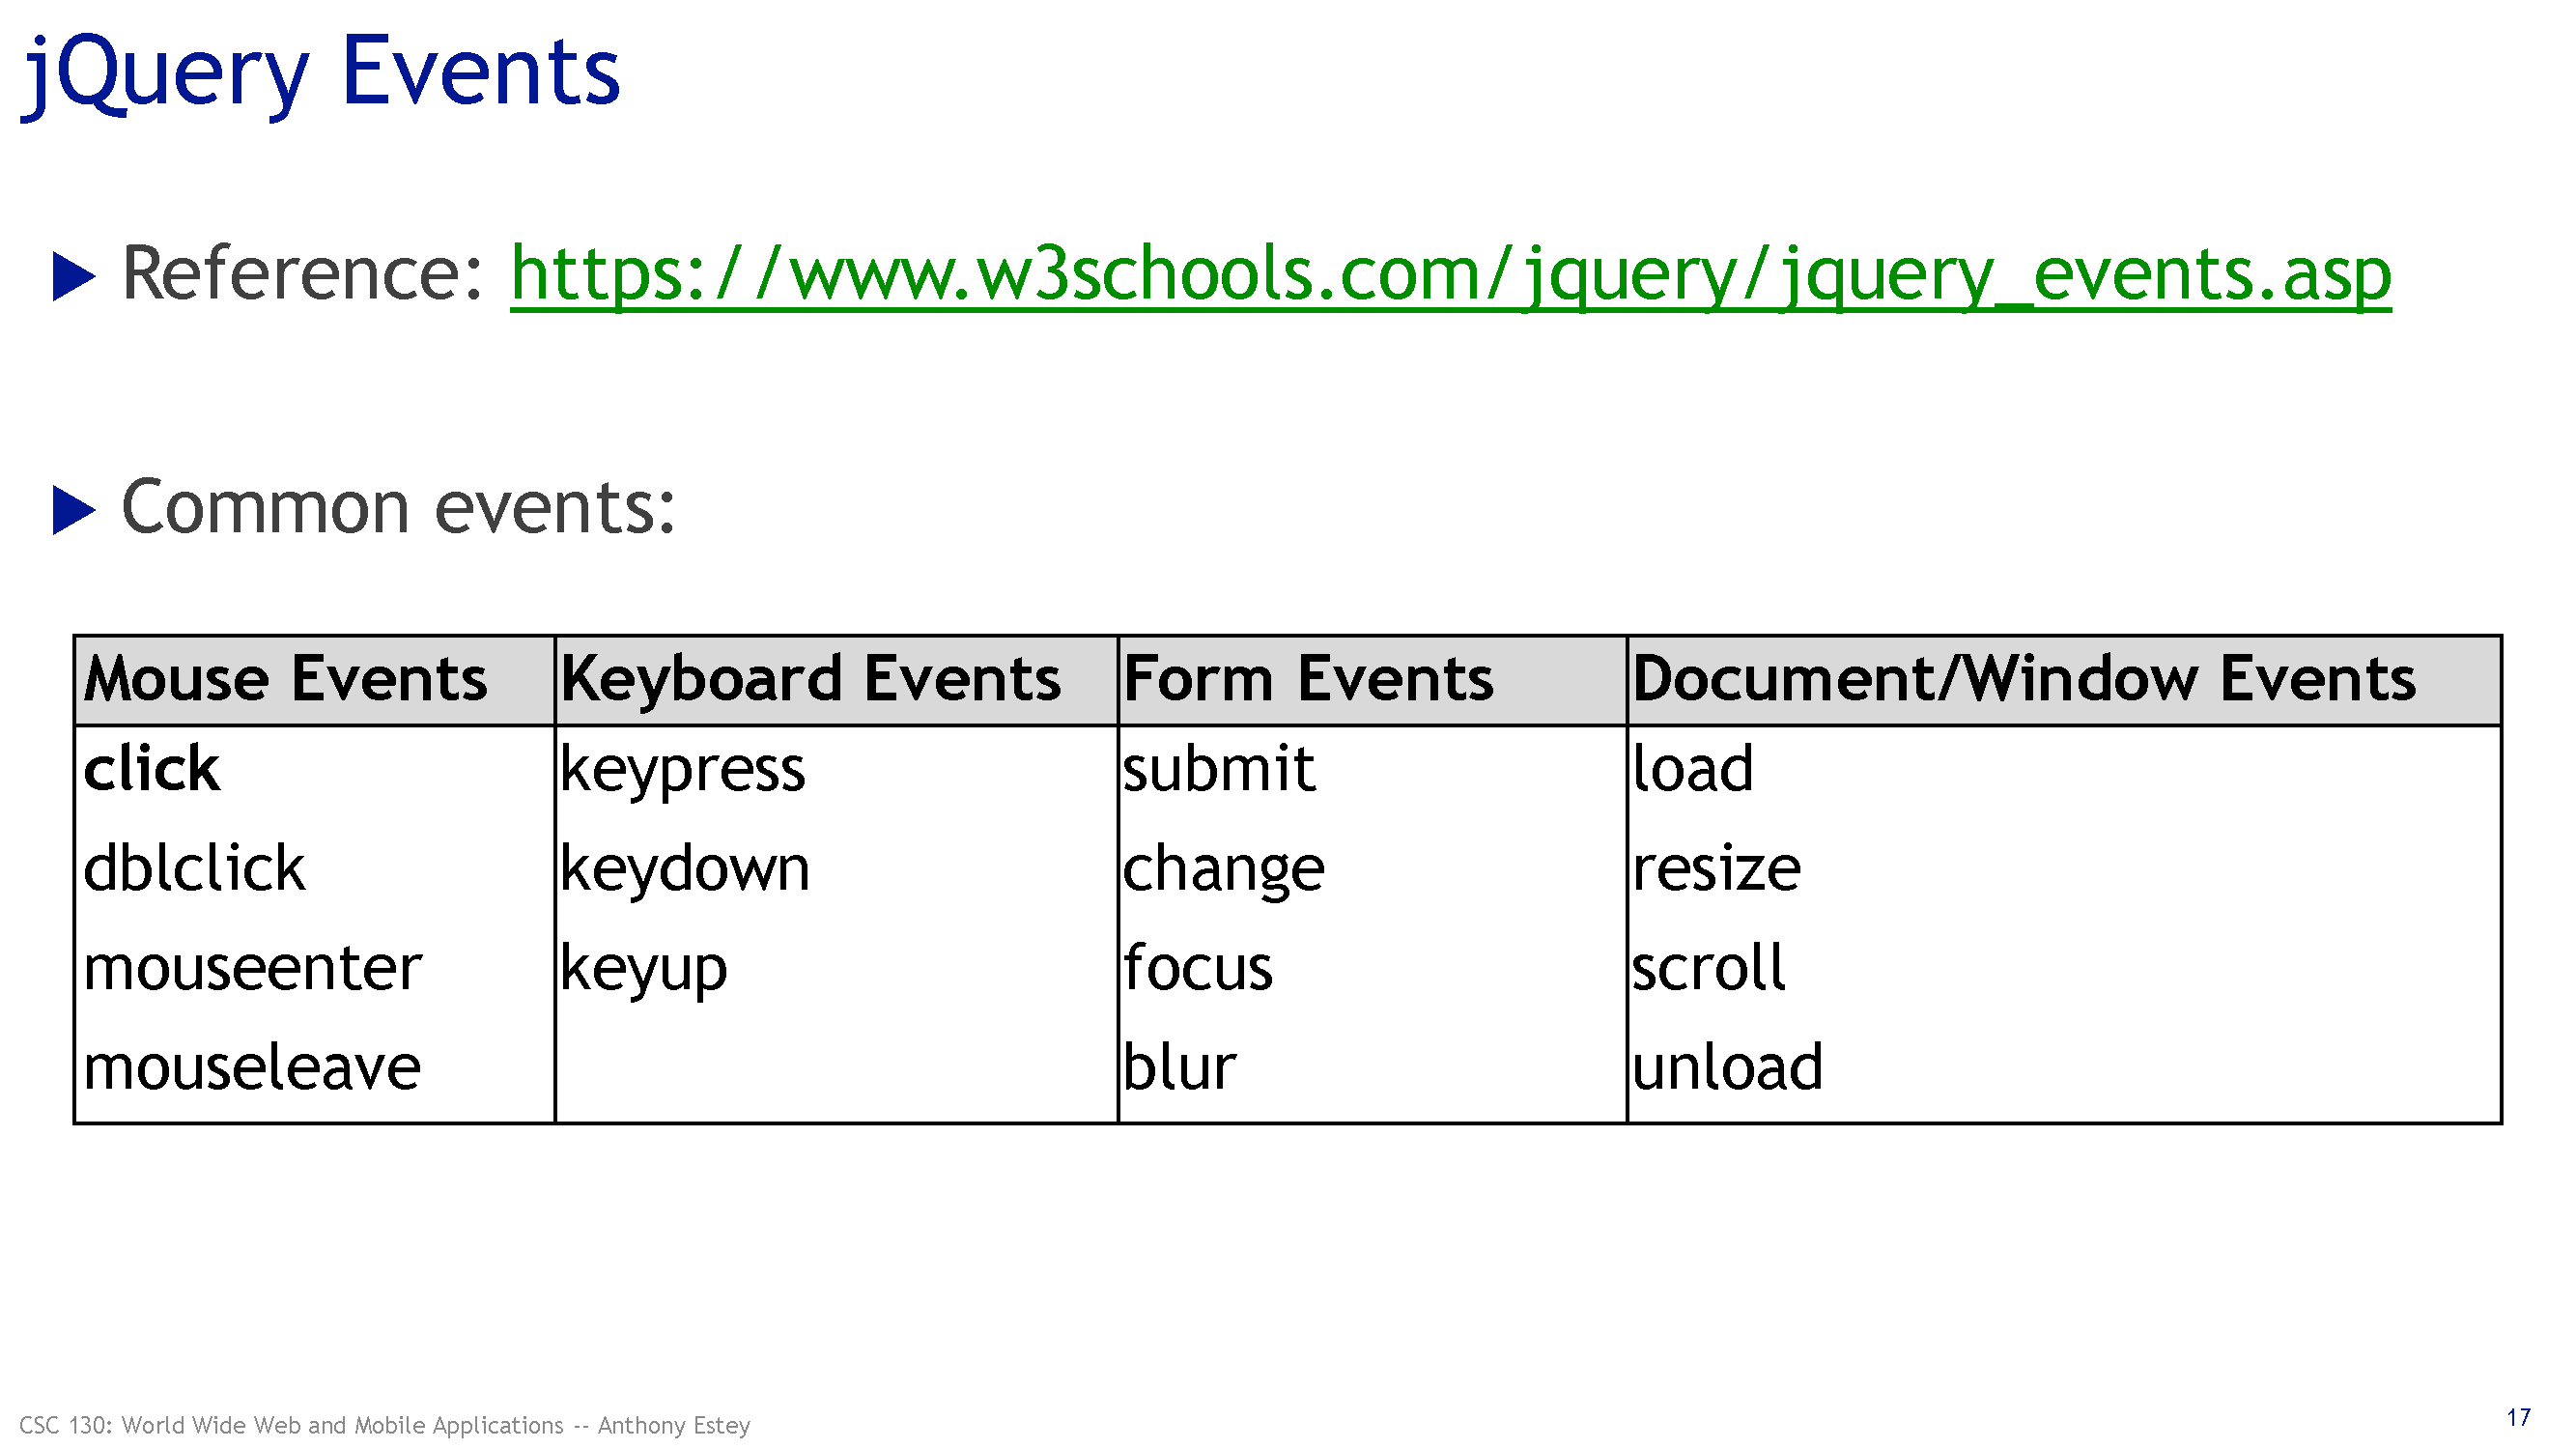 jQuery Events
Reference: https://www.w3schools.com/jquery/jquery_events.asp
Common events:
Mouse Events Keyboard Events Form Events Document/Window Events
click keypress submit load
dblclick keydown change resize
mouseenter keyup focus scroll
mouseleave blur unload
CSC 130: World Wide Web and Mobile Applications -- Anthony Estey
17